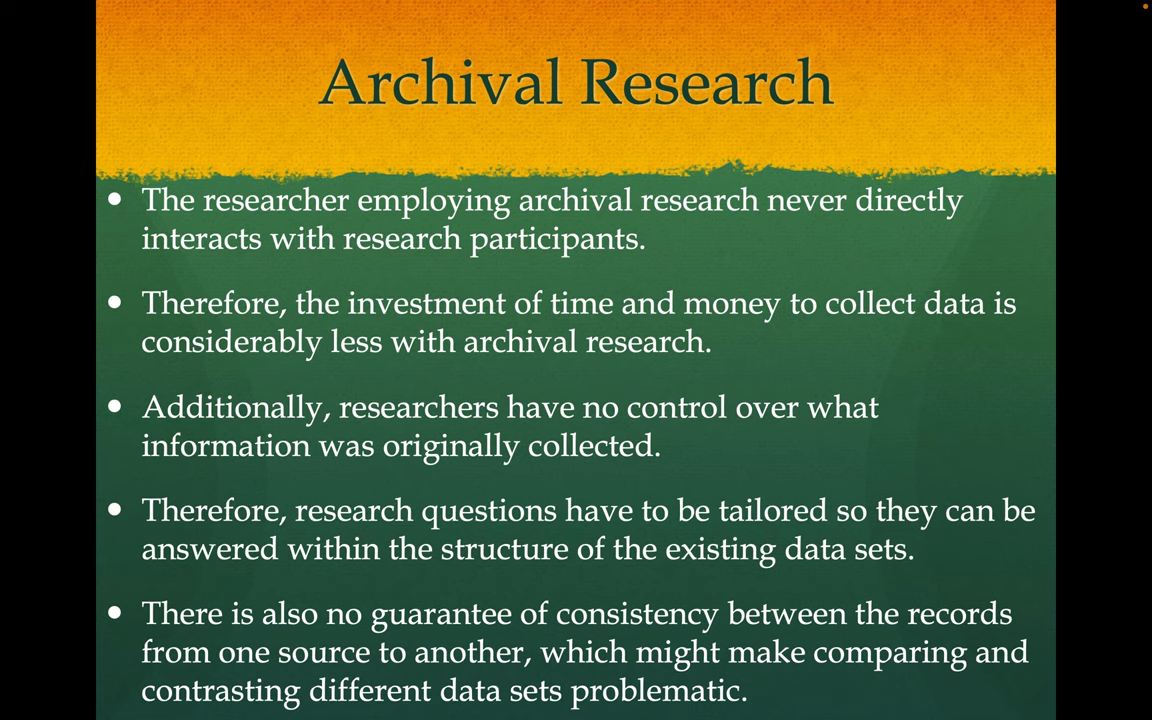 Archival Research
• The researcher employing archival research never directly
interacts with research participants.
• Therefore, the investment of time and money to collect data is
considerably less with archival research.
• Additionally, researchers have no control over what
information was originally collected.
• Therefore, research questions have to be tailored so they can be
answered within the structure of the existing data sets.
• There is also no guarantee of consistency between the records
from one source to another, which might make comparing and
contrasting different data sets problematic.